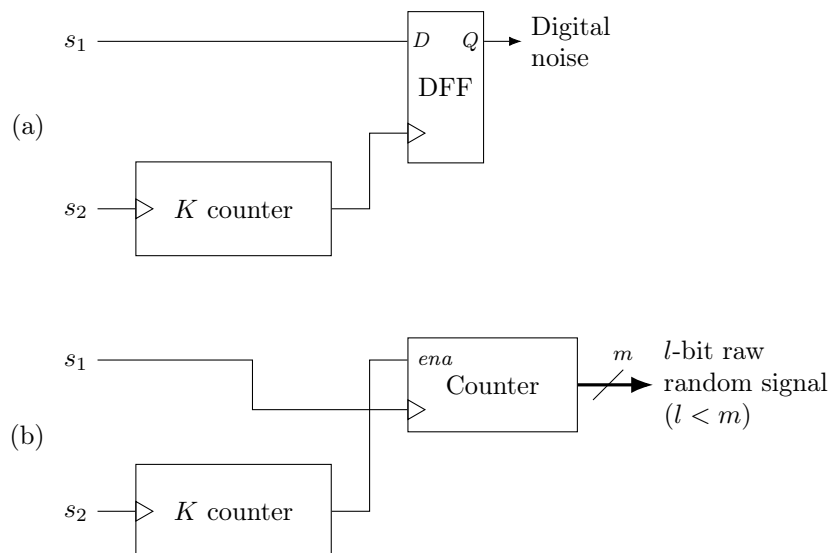 (a)
s₁
D Q
DFF
Digital
noise
s₂
K counter
(b)
s₁
ena
Counter
m
l-bit raw
random signal
(l < m)
s₂
K counter